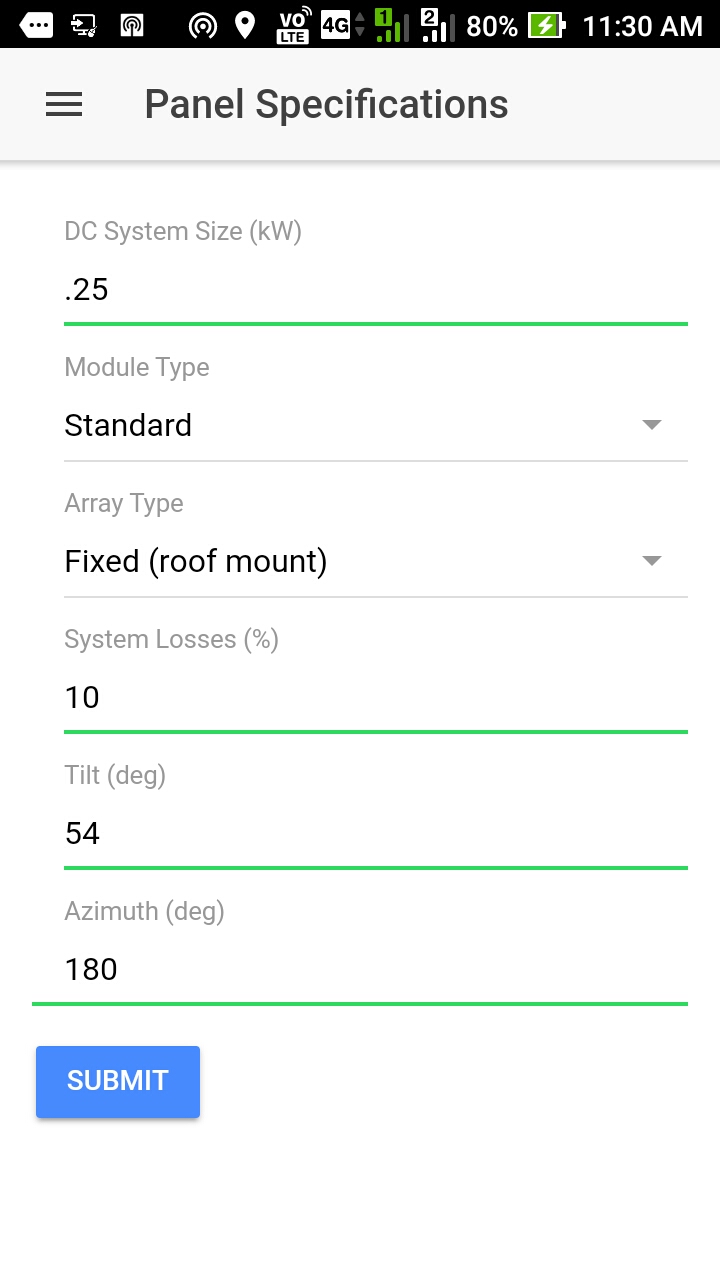 VO LTE 4G 1 2 80% 11:30 AM
Panel Specifications
DC System Size (kW)
.25
Module Type
Standard
Array Type
Fixed (roof mount)
System Losses (%)
10
Tilt (deg)
54
Azimuth (deg)
180
SUBMIT